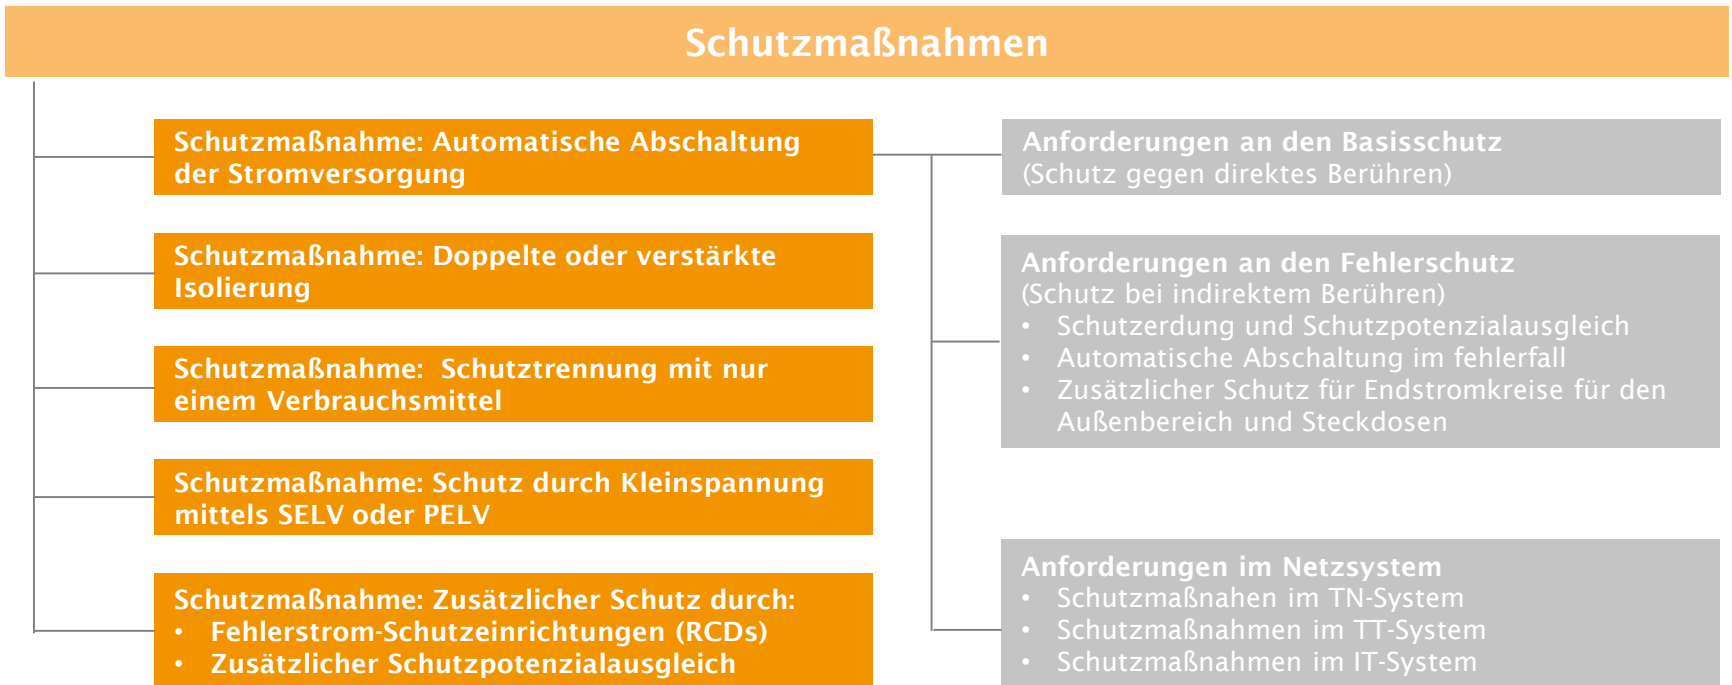 Schutzmaßnahmen
Schutzmaßnahme: Automatische Abschaltung
der Stromversorgung
Schutzmaßnahme: Doppelte oder verstärkte
Isolierung
Schutzmaßnahme:  Schutztrennung mit nur
einem Verbrauchsmittel
Schutzmaßnahme: Schutz durch Kleinspannung
mittels SELV oder PELV
Schutzmaßnahme: Zusätzlicher Schutz durch:
• Fehlerstrom-Schutzeinrichtungen (RCDs)
• Zusätzlicher Schutzpotenzialausgleich
Anforderungen an den Basisschutz
(Schutz gegen direktes Berühren)
Anforderungen an den Fehlerschutz
(Schutz bei indirektem Berühren)
• Schutzerdung und Schutzpotenzialausgleich
• Automatische Abschaltung im fehlerfall
• Zusätzlicher Schutz für Endstromkreise für den
Außenbereich und Steckdosen
Anforderungen im Netzsystem
• Schutzmaßnahen im TN-System
• Schutzmaßnahmen im TT-System
• Schutzmaßnahmen im IT-System